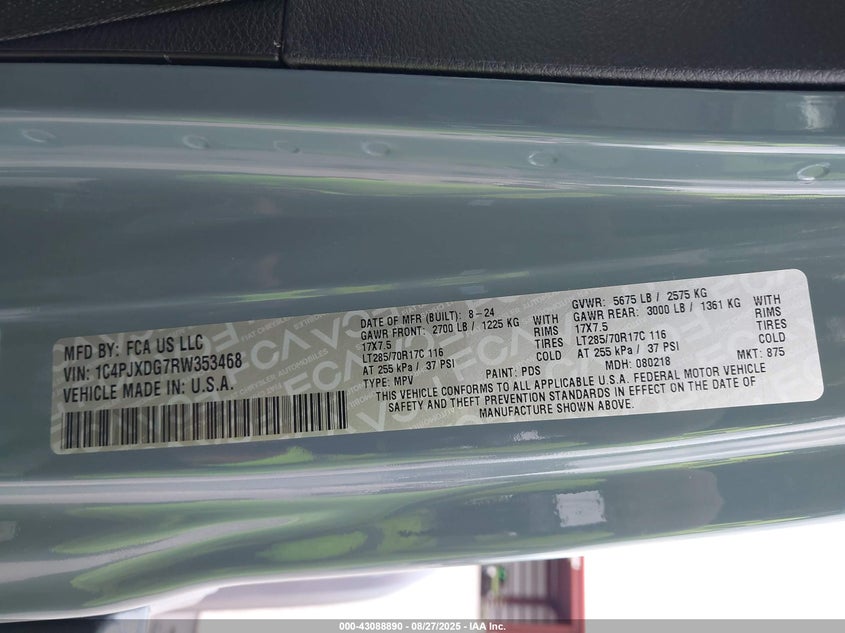 MFD BY: FCA US LLC
VIN: 1C4PJXDG7RW353468
VEHICLE MADE IN U.S.A.
DATE OF MFR (BUILT): 8-24
GVWR: 5675 LB / 2575 KG
GAWR FRONT: 2700 LB / 1225 KG WITH
17X7.5 RIMS
LT285/70R17C 116 TIRES
AT 255 kPa / 37 PSI COLD
GAWR REAR: 3000 LB / 1361 KG WITH
17X7.5 RIMS
LT285/70R17C 116 TIRES
AT 255 kPa / 37 PSI COLD
TYPE: MPV PAINT: PDS MDH: 080218 MKT: 875
THIS VEHICLE CONFORMS TO ALL APPLICABLE U.S.A. FEDERAL MOTOR VEHICLE
SAFETY AND THEFT PREVENTION STANDARDS IN EFFECT ON THE DATE OF
MANUFACTURE SHOWN ABOVE.
000-43088890 - 08/27/2025 - IAA Inc.